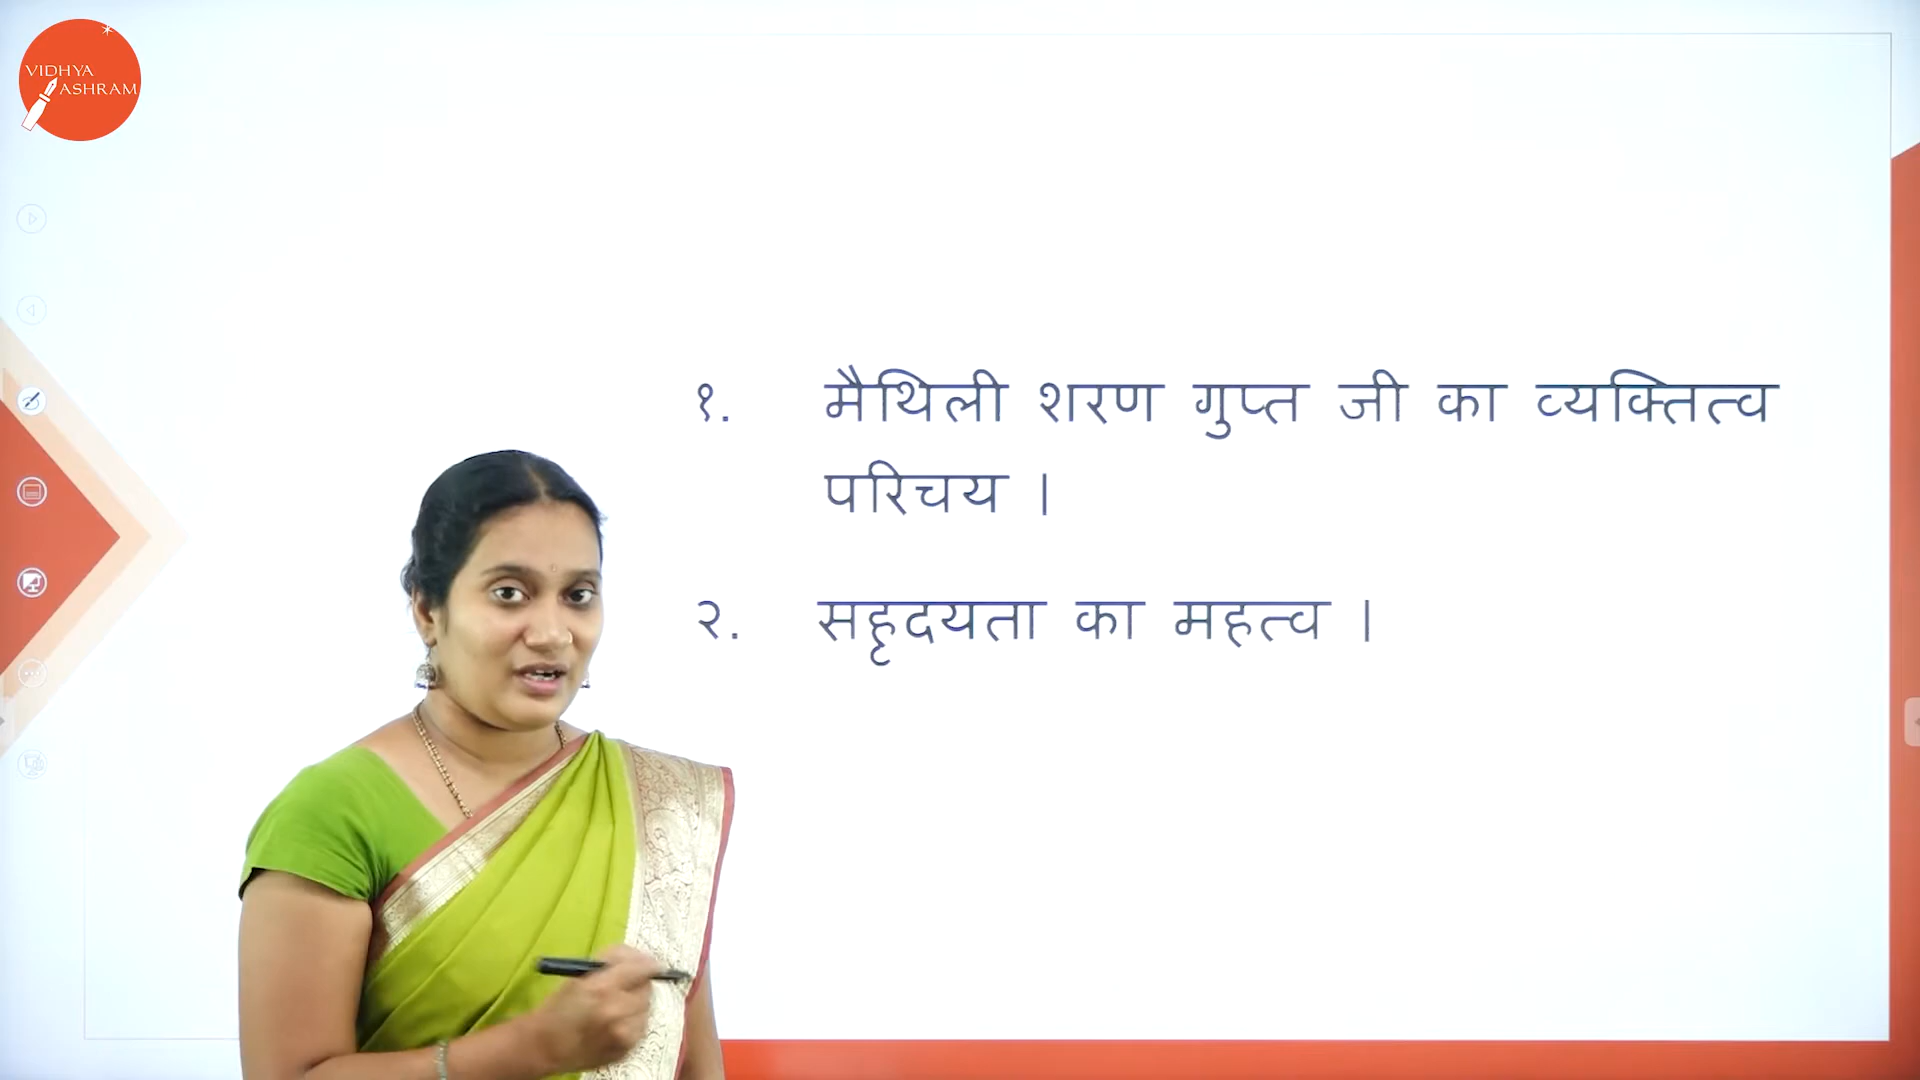 VIDHYA
ASHRAM
१. मैथिली शरण गुप्त जी का व्यक्तित्व
परिचय ।
२. सहृदयता का महत्व ।